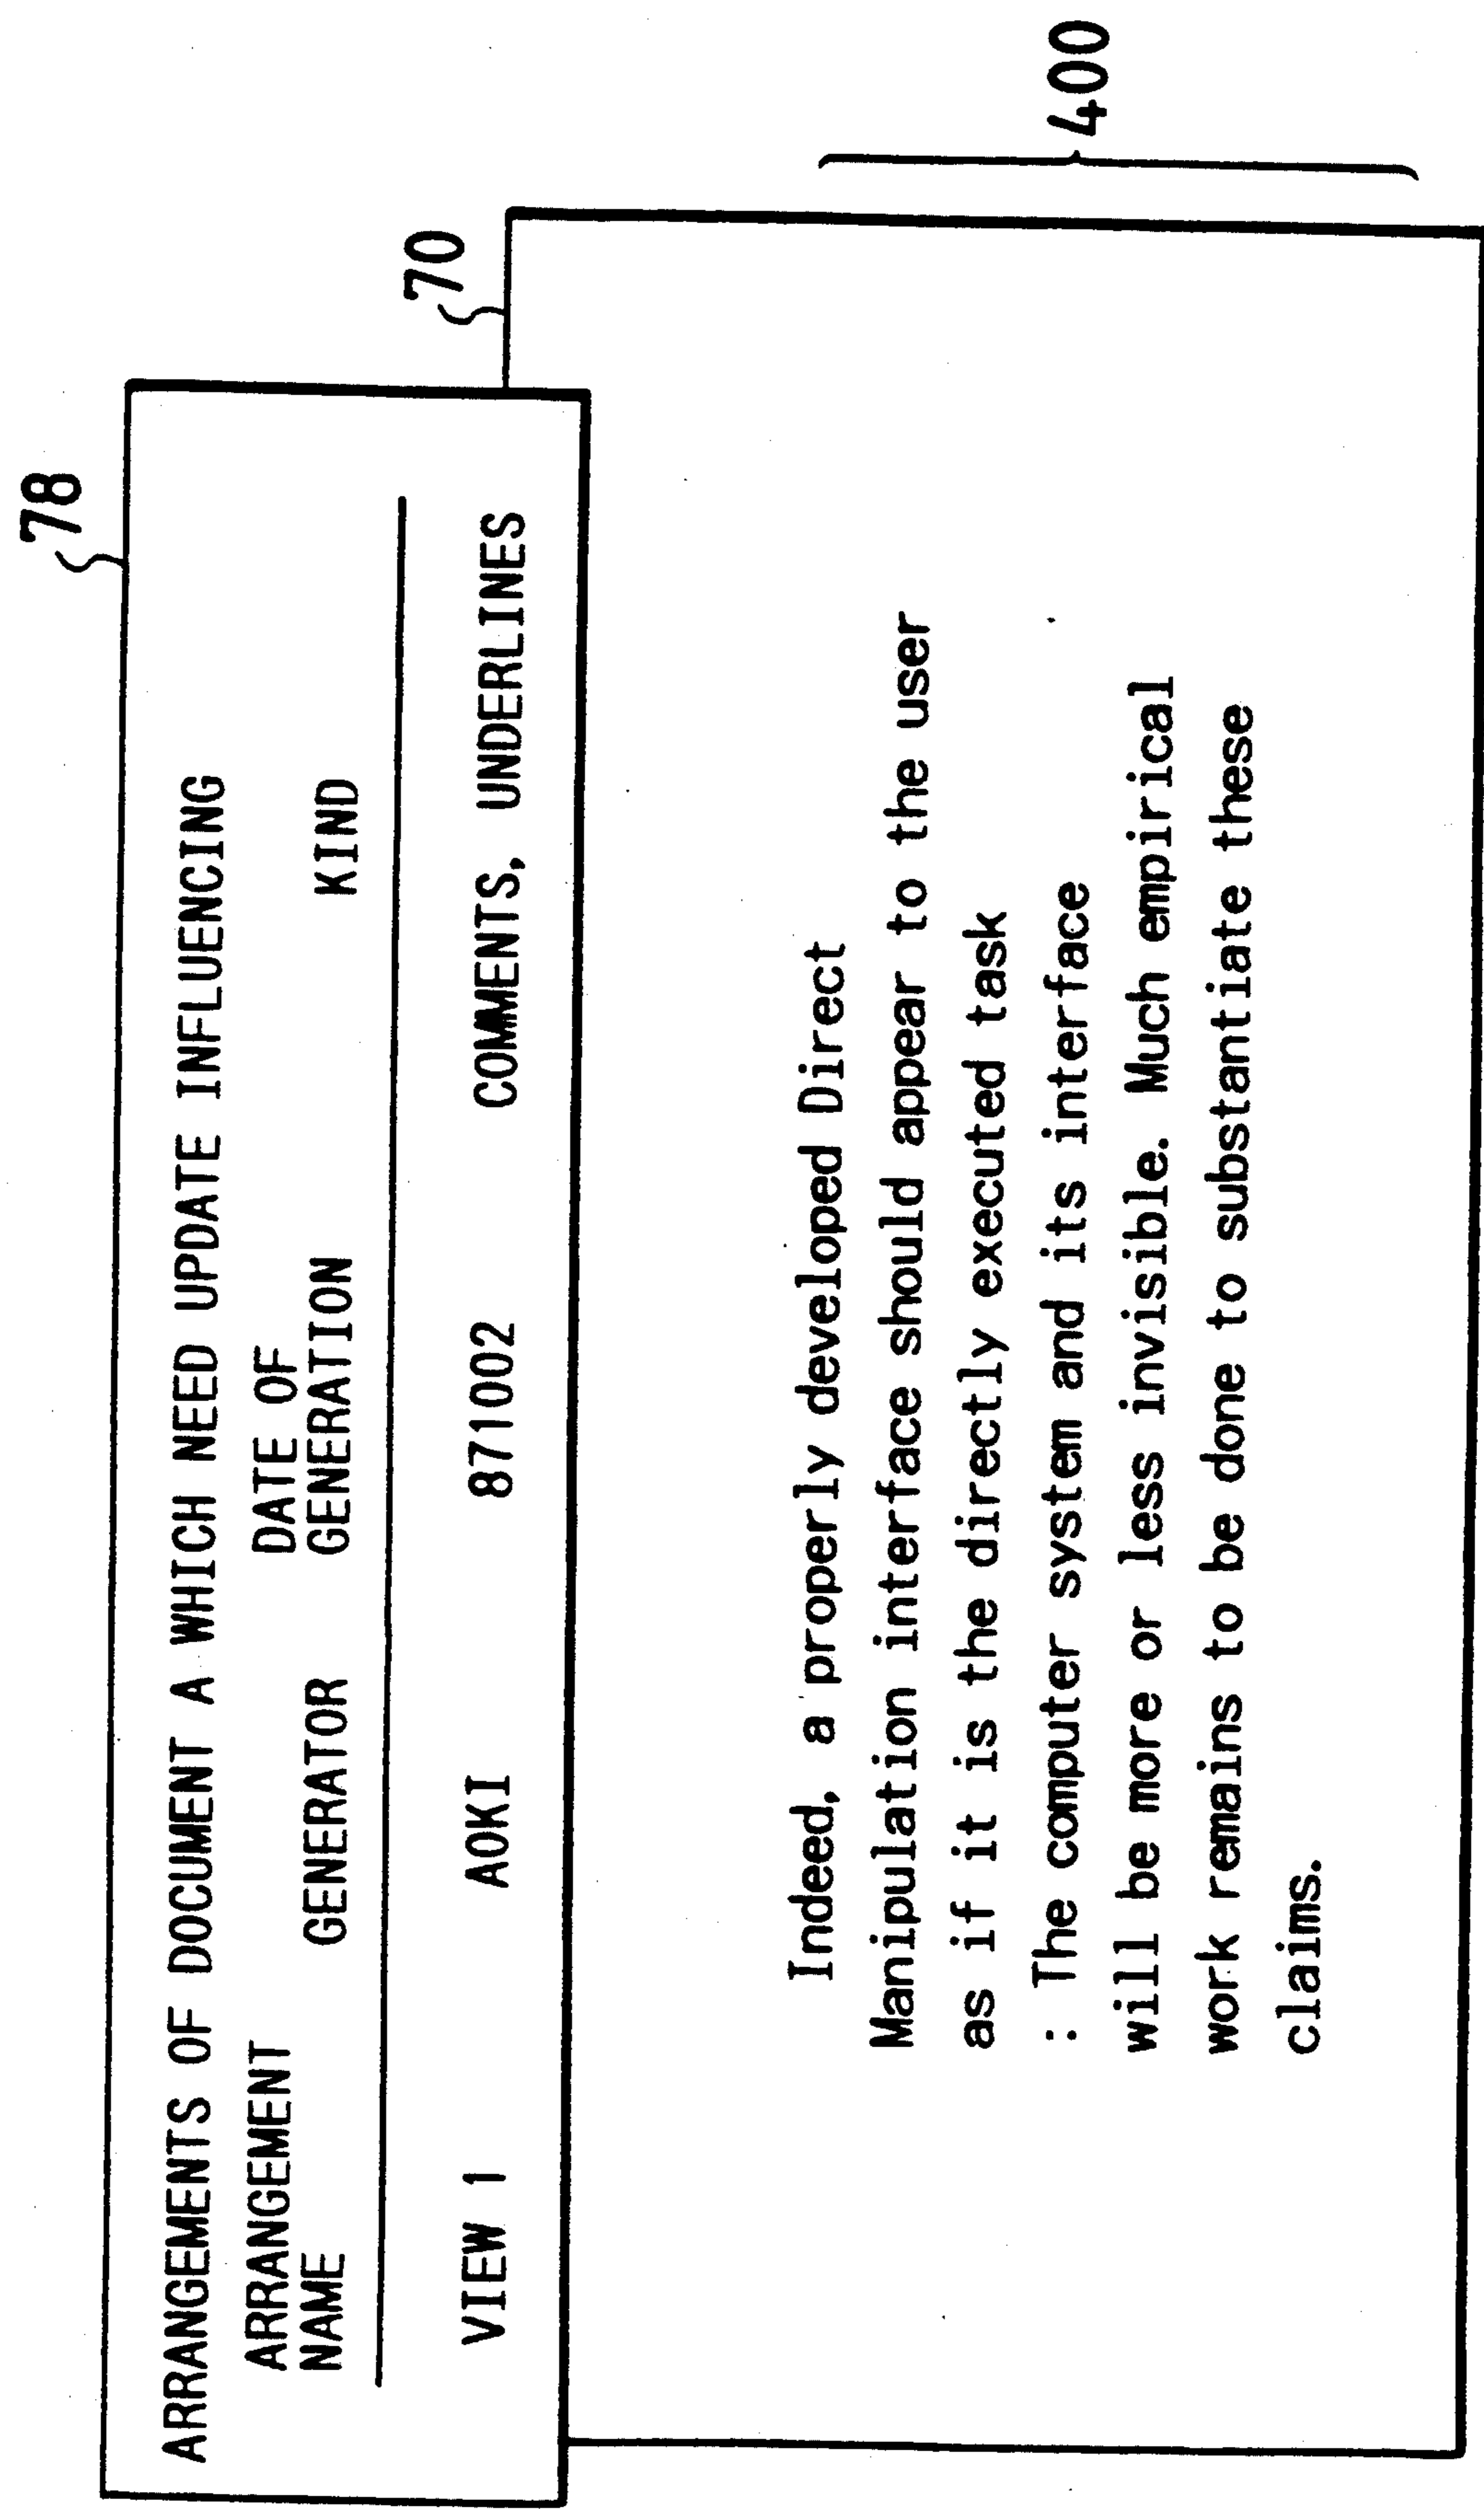 78
ARRANGEMENTS OF DOCUMENT A WHICH NEED UPDATE INFLUENCING
ARRANGEMENT NAME GENERATOR DATE OF GENERATION KIND
VIEW 1 AOKI 871002 COMMENTS, UNDERLINES
70
Indeed, a properly developed Direct
Manipulation interface should appear to the user
as if it is the directly executed task
: The computer system and its interface
will be more or less invisible. Much empirical
work remains to be done to substantiate these
claims.
400